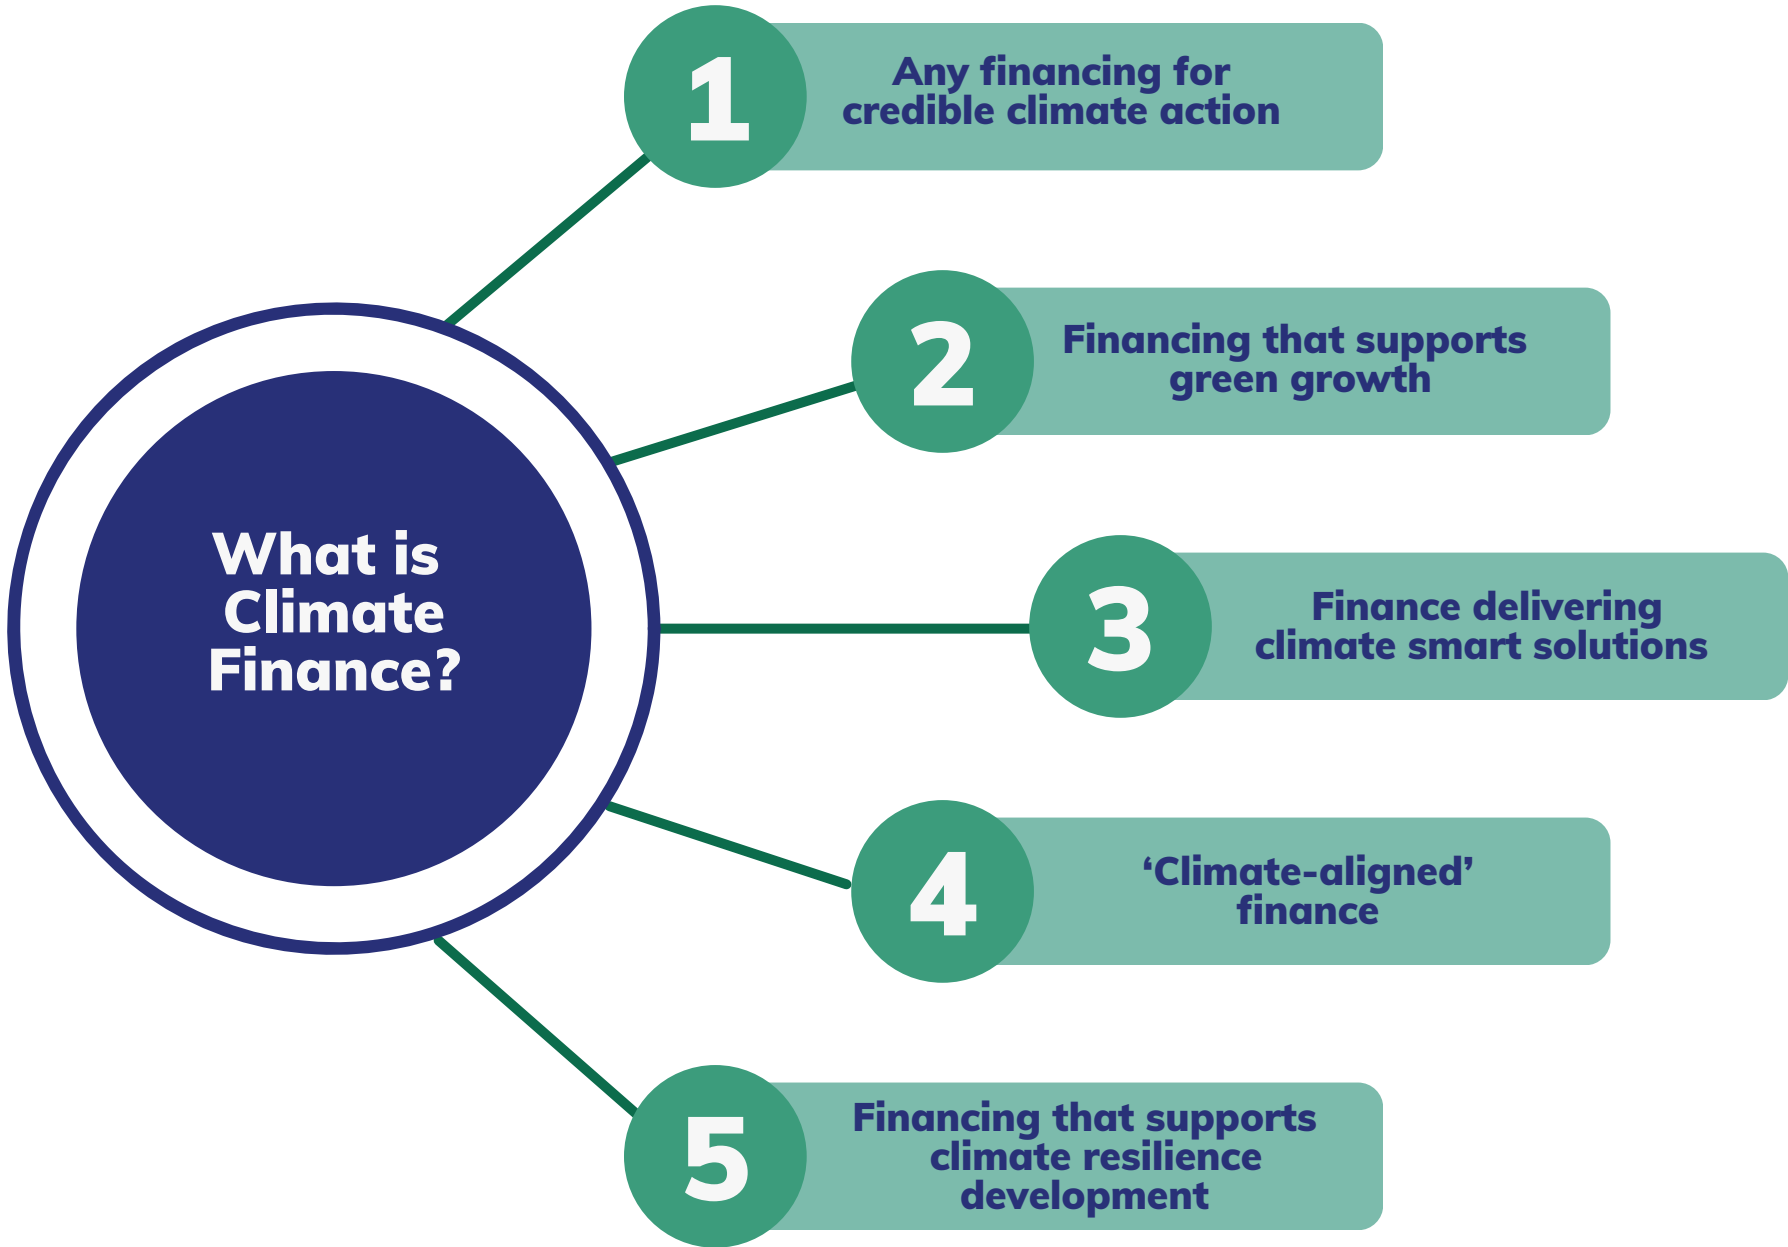 What is
Climate
Finance?
1
Any financing for
credible climate action
2
Financing that supports
green growth
3
Finance delivering
climate smart solutions
4
‘Climate-aligned’
finance
5
Financing that supports
climate resilience
development